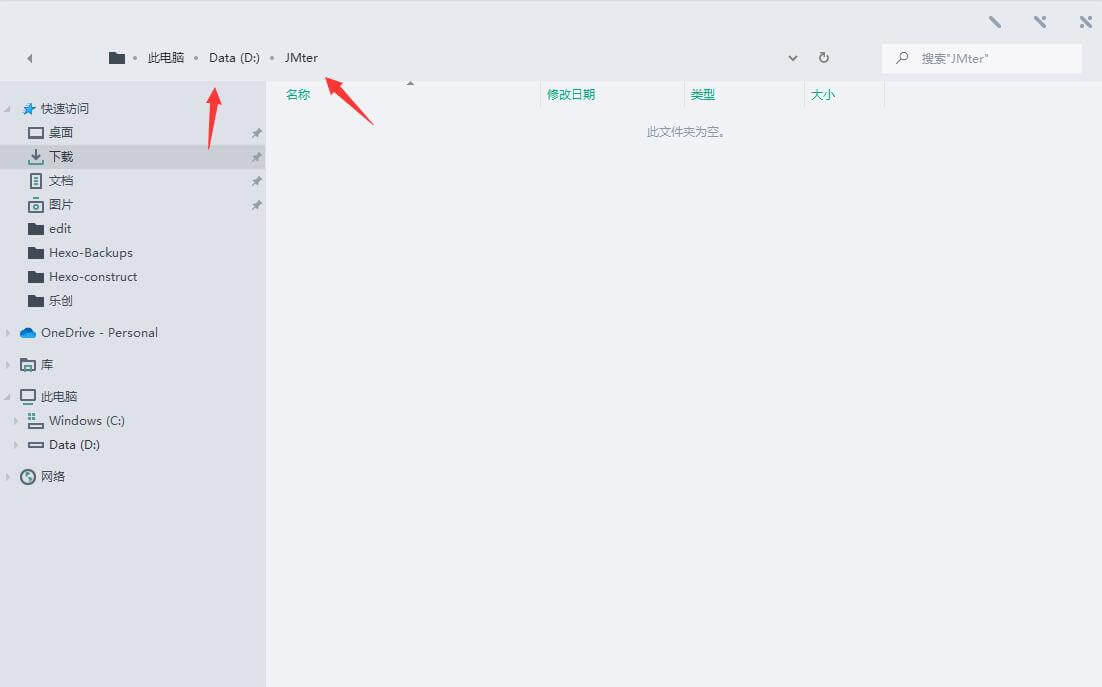 此电脑 Data (D:) JMter
搜索"JMter"
名称 修改日期 类型 大小
此文件夹为空。
快速访问
桌面
下载
文档
图片
edit
Hexo-Backups
Hexo-construct
乐创
OneDrive - Personal
库
此电脑
Windows (C:)
Data (D:)
网络